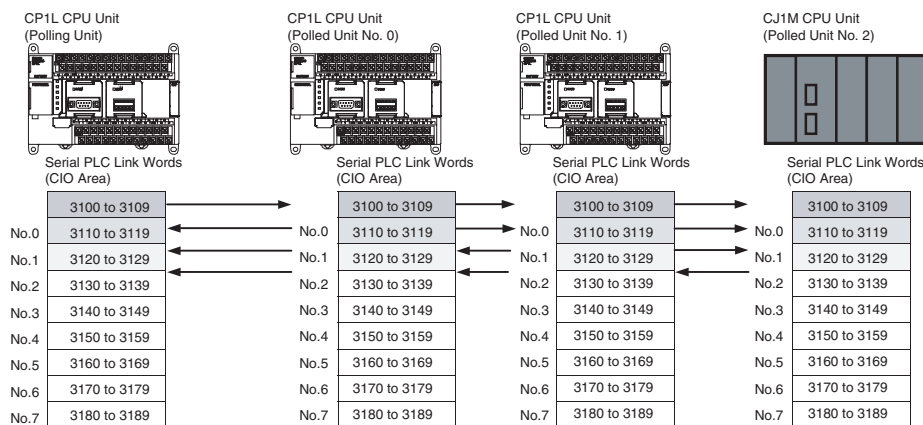 CP1L CPU Unit
(Polling Unit)
CP1L CPU Unit
(Polled Unit No. 0)
CP1L CPU Unit
(Polled Unit No. 1)
CJ1M CPU Unit
(Polled Unit No. 2)
Serial PLC Link Words
(CIO Area)
3100 to 3109
No.0 3110 to 3119
No.1 3120 to 3129
No.2 3130 to 3139
No.3 3140 to 3149
No.4 3150 to 3159
No.5 3160 to 3169
No.6 3170 to 3179
No.7 3180 to 3189
Serial PLC Link Words
(CIO Area)
3100 to 3109
No.0 3110 to 3119
No.1 3120 to 3129
No.2 3130 to 3139
No.3 3140 to 3149
No.4 3150 to 3159
No.5 3160 to 3169
No.6 3170 to 3179
No.7 3180 to 3189
Serial PLC Link Words
(CIO Area)
3100 to 3109
No.0 3110 to 3119
No.1 3120 to 3129
No.2 3130 to 3139
No.3 3140 to 3149
No.4 3150 to 3159
No.5 3160 to 3169
No.6 3170 to 3179
No.7 3180 to 3189
Serial PLC Link Words
(CIO Area)
3100 to 3109
No.0 3110 to 3119
No.1 3120 to 3129
No.2 3130 to 3139
No.3 3140 to 3149
No.4 3150 to 3159
No.5 3160 to 3169
No.6 3170 to 3179
No.7 3180 to 3189